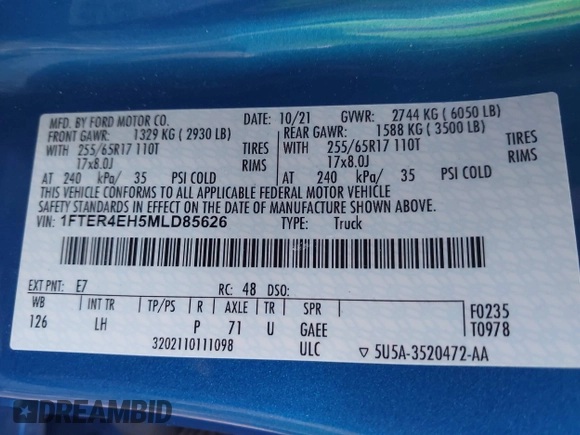 MFD. BY FORD MOTOR CO. DATE: 10/21 GVWR: 2744 KG ( 6050 LB)
FRONT GAWR: 1329 KG ( 2930 LB) REAR GAWR: 1588 KG ( 3500 LB)
WITH 255/65R17 110T TIRES WITH 255/65R17 110T TIRES
17x8.0J RIMS 17x8.0J RIMS
AT 240 kPa/ 35 PSI COLD AT 240 kPa/ 35 PSI COLD
THIS VEHICLE CONFORMS TO ALL APPLICABLE FEDERAL MOTOR VEHICLE
SAFETY STANDARDS IN EFFECT ON THE DATE OF MANUFACTURE SHOWN ABOVE.
VIN: 1FTER4EH5MLD85626 TYPE: Truck
EXT PNT: E7 RC: 48 DSO:
WB INT TR TP/PS R AXLE TR SPR F0235
126 LH P 71 U GAEE T0978
3202110111098 ULC ▽ 5U5A-3520472-AA
DREAMBID